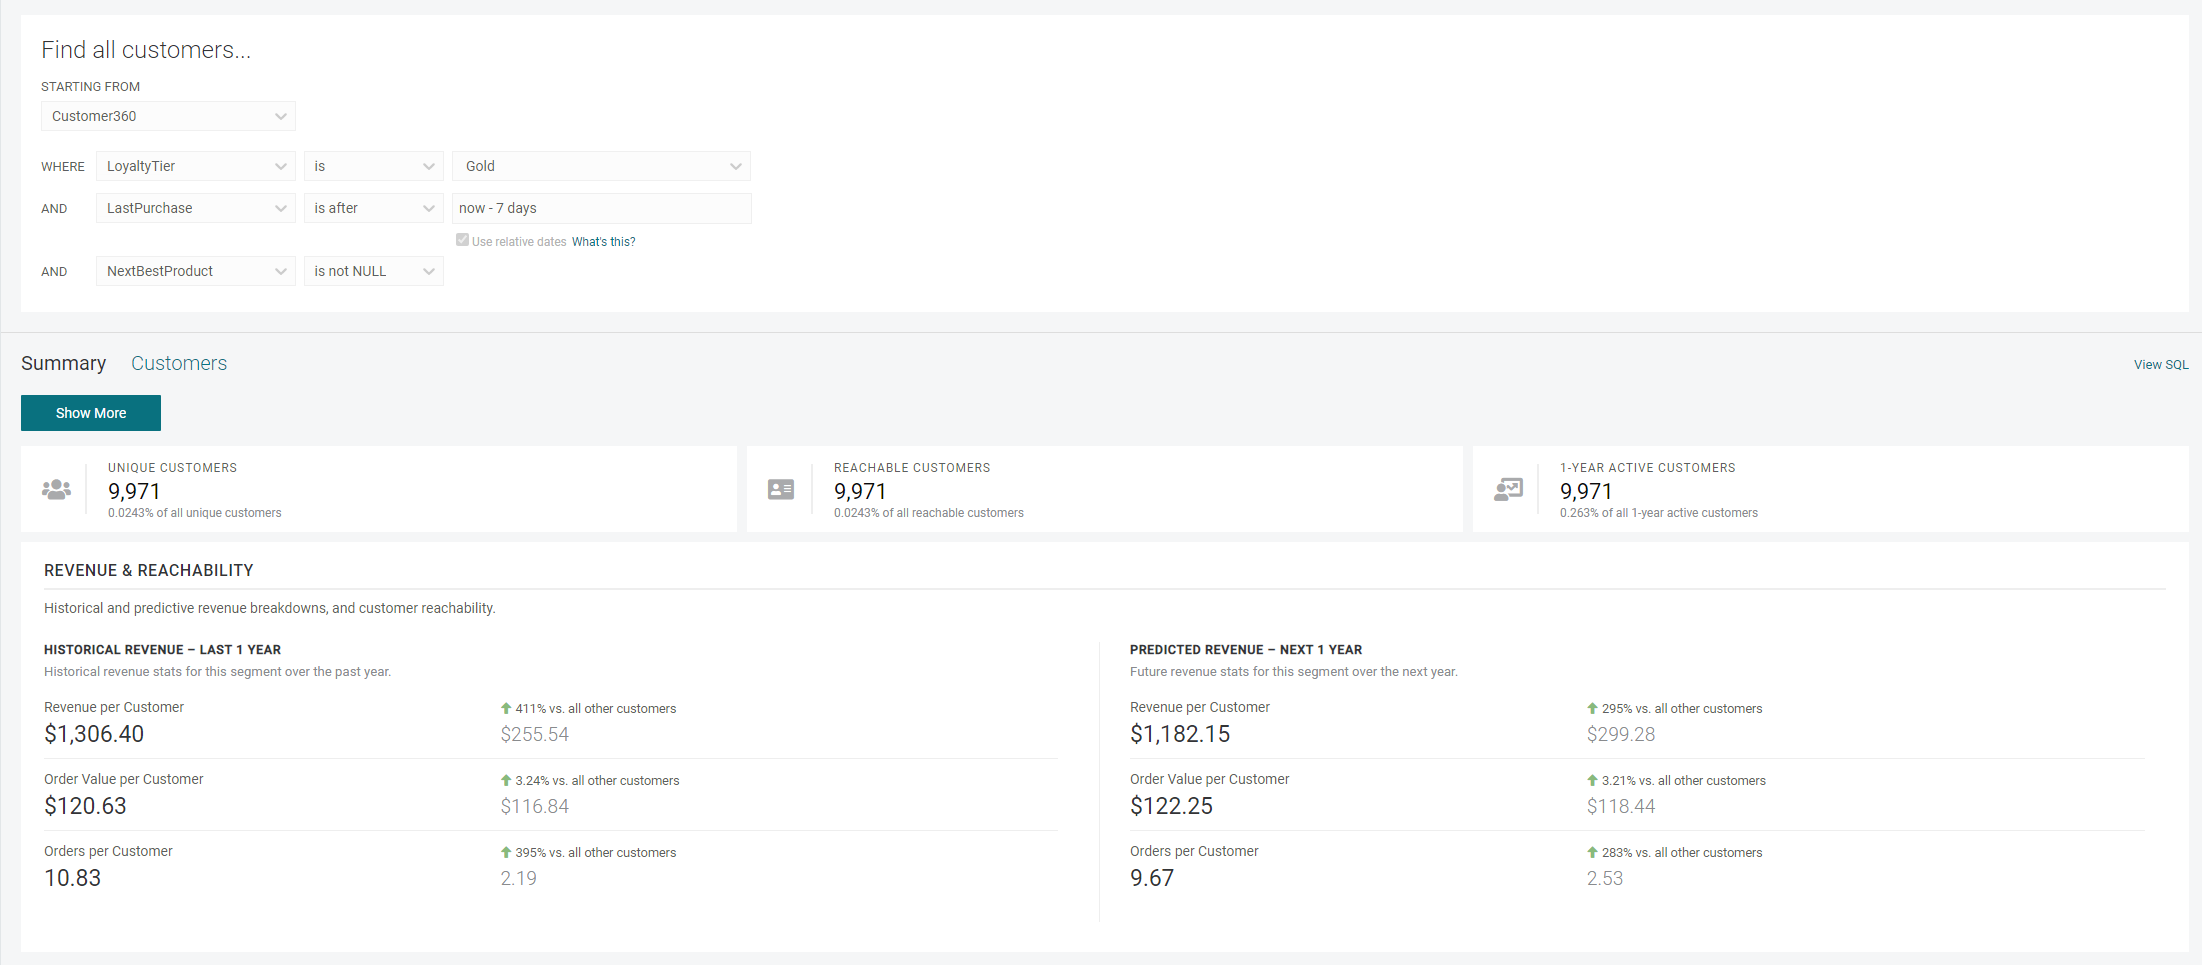 Find all customers...
STARTING FROM
Customer360
WHERE LoyaltyTier is Gold
AND LastPurchase is after now - 7 days
Use relative dates What's this?
AND NextBestProduct is not NULL
Summary Customers View SQL
Show More
UNIQUE CUSTOMERS
9,971
0.0243% of all unique customers
REACHABLE CUSTOMERS
9,971
0.0243% of all reachable customers
1-YEAR ACTIVE CUSTOMERS
9,971
0.263% of all 1-year active customers
REVENUE & REACHABILITY
Historical and predictive revenue breakdowns, and customer reachability.
HISTORICAL REVENUE – LAST 1 YEAR
Historical revenue stats for this segment over the past year.
Revenue per Customer 411% vs. all other customers
$1,306.40 $255.54
Order Value per Customer 3.24% vs. all other customers
$120.63 $116.84
Orders per Customer 395% vs. all other customers
10.83 2.19
PREDICTED REVENUE – NEXT 1 YEAR
Future revenue stats for this segment over the next year.
Revenue per Customer 295% vs. all other customers
$1,182.15 $299.28
Order Value per Customer 3.21% vs. all other customers
$122.25 $118.44
Orders per Customer 283% vs. all other customers
9.67 2.53